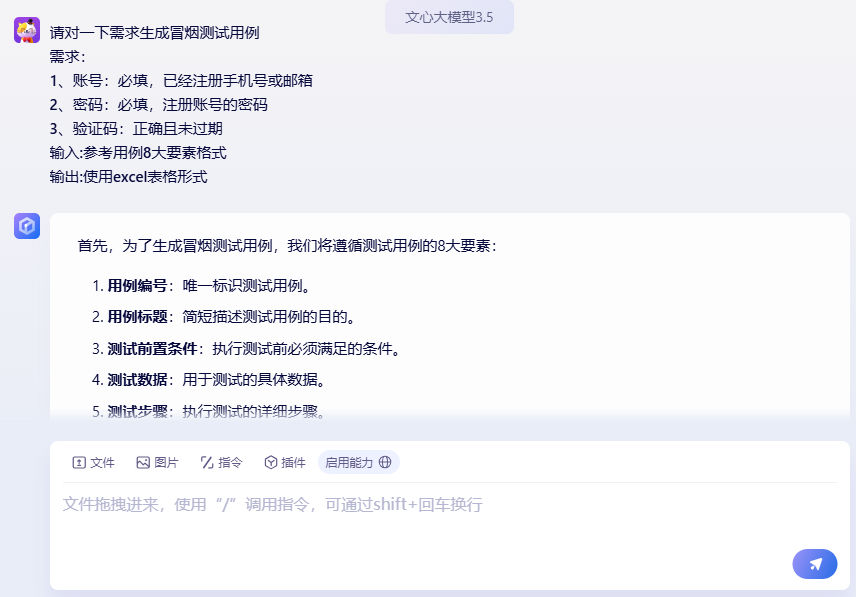 文心大模型3.5
请对一下需求生成冒烟测试用例
需求：
1、账号：必填，已经注册手机号或邮箱
2、密码：必填，注册账号的密码
3、验证码：正确且未过期
输入:参考用例8大要素格式
输出:使用excel表格形式
首先，为了生成冒烟测试用例，我们将遵循测试用例的8大要素：
1. 用例编号：唯一标识测试用例。
2. 用例标题：简短描述测试用例的目的。
3. 测试前置条件：执行测试前必须满足的条件。
4. 测试数据：用于测试的具体数据。
5. 测试步骤：执行测试的详细步骤。
文件 图片 指令 插件 启用能力
文件拖拽进来，使用“/”调用指令，可通过shift+回车换行